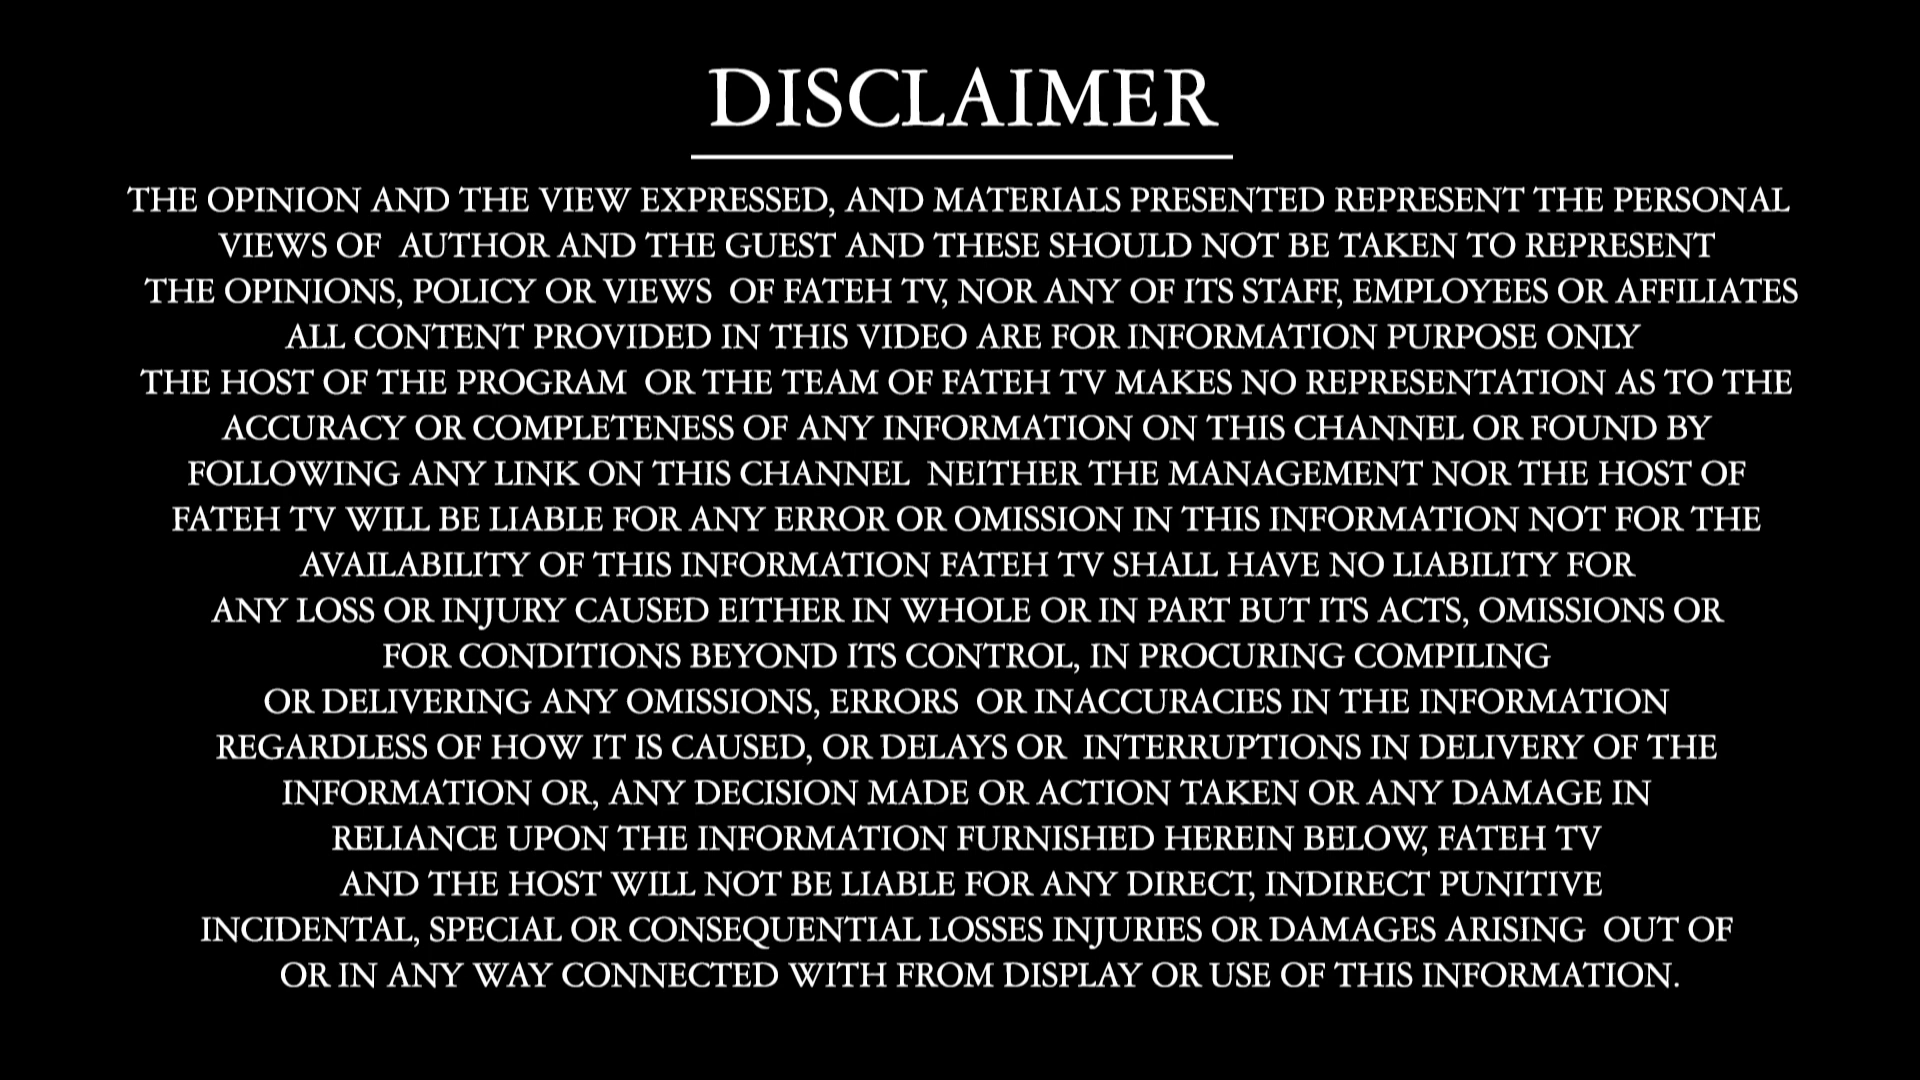 DISCLAIMER
THE OPINION AND THE VIEW EXPRESSED, AND MATERIALS PRESENTED REPRESENT THE PERSONAL
VIEWS OF AUTHOR AND THE GUEST AND THESE SHOULD NOT BE TAKEN TO REPRESENT
THE OPINIONS, POLICY OR VIEWS OF FATEH TV, NOR ANY OF ITS STAFF, EMPLOYEES OR AFFILIATES
ALL CONTENT PROVIDED IN THIS VIDEO ARE FOR INFORMATION PURPOSE ONLY
THE HOST OF THE PROGRAM OR THE TEAM OF FATEH TV MAKES NO REPRESENTATION AS TO THE
ACCURACY OR COMPLETENESS OF ANY INFORMATION ON THIS CHANNEL OR FOUND BY
FOLLOWING ANY LINK ON THIS CHANNEL NEITHER THE MANAGEMENT NOR THE HOST OF
FATEH TV WILL BE LIABLE FOR ANY ERROR OR OMISSION IN THIS INFORMATION NOT FOR THE
AVAILABILITY OF THIS INFORMATION FATEH TV SHALL HAVE NO LIABILITY FOR
ANY LOSS OR INJURY CAUSED EITHER IN WHOLE OR IN PART BUT ITS ACTS, OMISSIONS OR
FOR CONDITIONS BEYOND ITS CONTROL, IN PROCURING COMPILING
OR DELIVERING ANY OMISSIONS, ERRORS OR INACCURACIES IN THE INFORMATION
REGARDLESS OF HOW IT IS CAUSED, OR DELAYS OR INTERRUPTIONS IN DELIVERY OF THE
INFORMATION OR, ANY DECISION MADE OR ACTION TAKEN OR ANY DAMAGE IN
RELIANCE UPON THE INFORMATION FURNISHED HEREIN BELOW, FATEH TV
AND THE HOST WILL NOT BE LIABLE FOR ANY DIRECT, INDIRECT PUNITIVE
INCIDENTAL, SPECIAL OR CONSEQUENTIAL LOSSES INJURIES OR DAMAGES ARISING OUT OF
OR IN ANY WAY CONNECTED WITH FROM DISPLAY OR USE OF THIS INFORMATION.